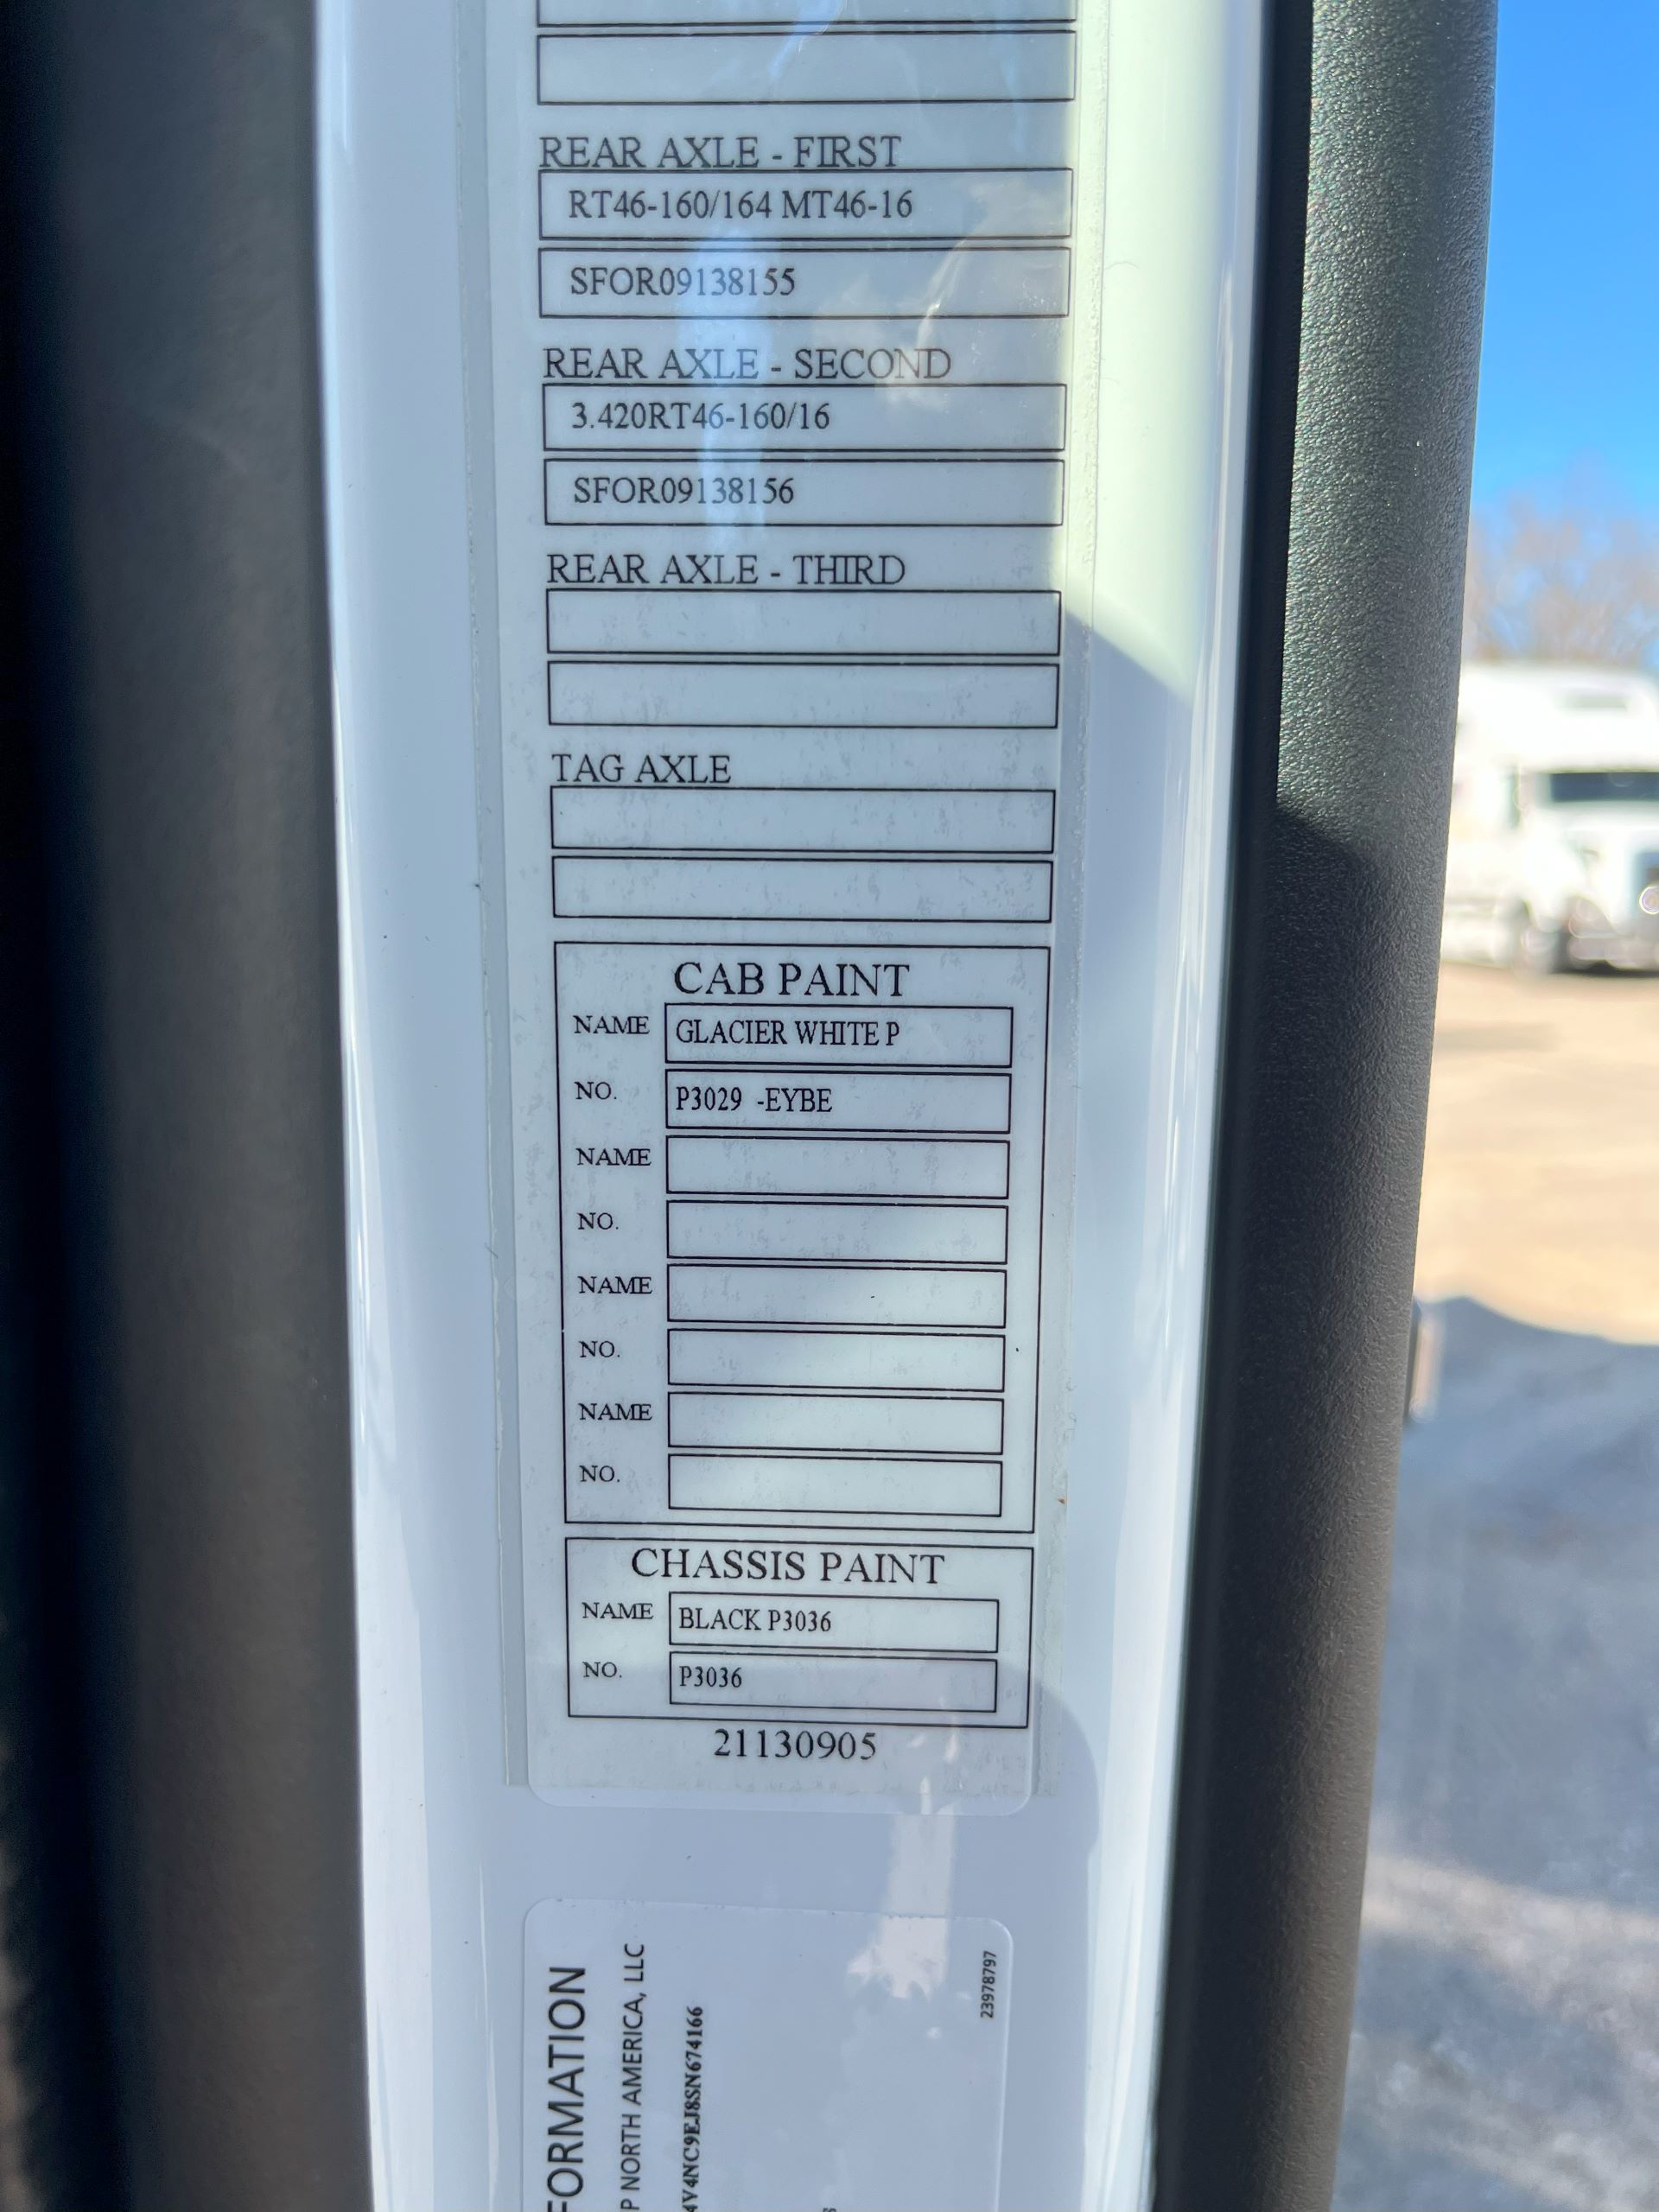 REAR AXLE - FIRST
RT46-160/164 MT46-16
SFOR09138155
REAR AXLE - SECOND
3.420RT46-160/16
SFOR09138156
REAR AXLE - THIRD
TAG AXLE
CAB PAINT
NAME GLACIER WHITE P
NO. P3029 -EYBE
NAME
NO.
NAME
NO.
NAME
NO.
CHASSIS PAINT
NAME BLACK P3036
NO. P3036
21130905
FORMATION
P NORTH AMERICA, LLC
4V4NC9EJ8SN674166
23978797